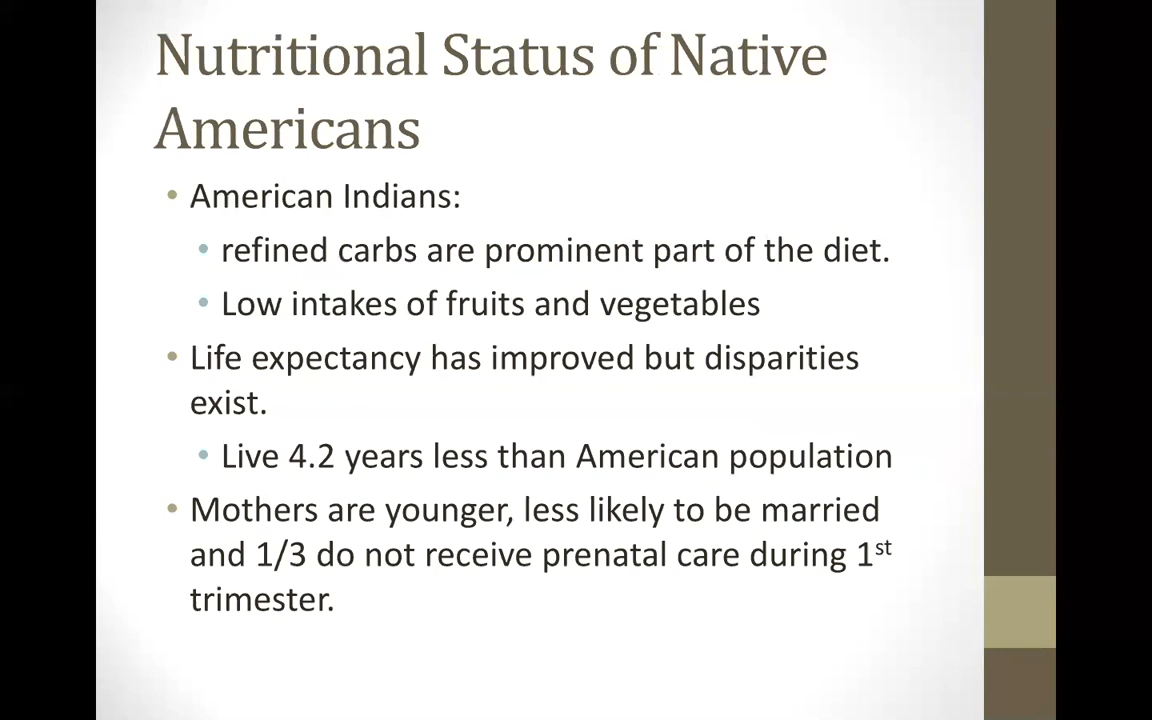 Nutritional Status of Native
Americans
• American Indians:
• refined carbs are prominent part of the diet.
• Low intakes of fruits and vegetables
• Life expectancy has improved but disparities
exist.
• Live 4.2 years less than American population
• Mothers are younger, less likely to be married
and 1/3 do not receive prenatal care during 1st
trimester.